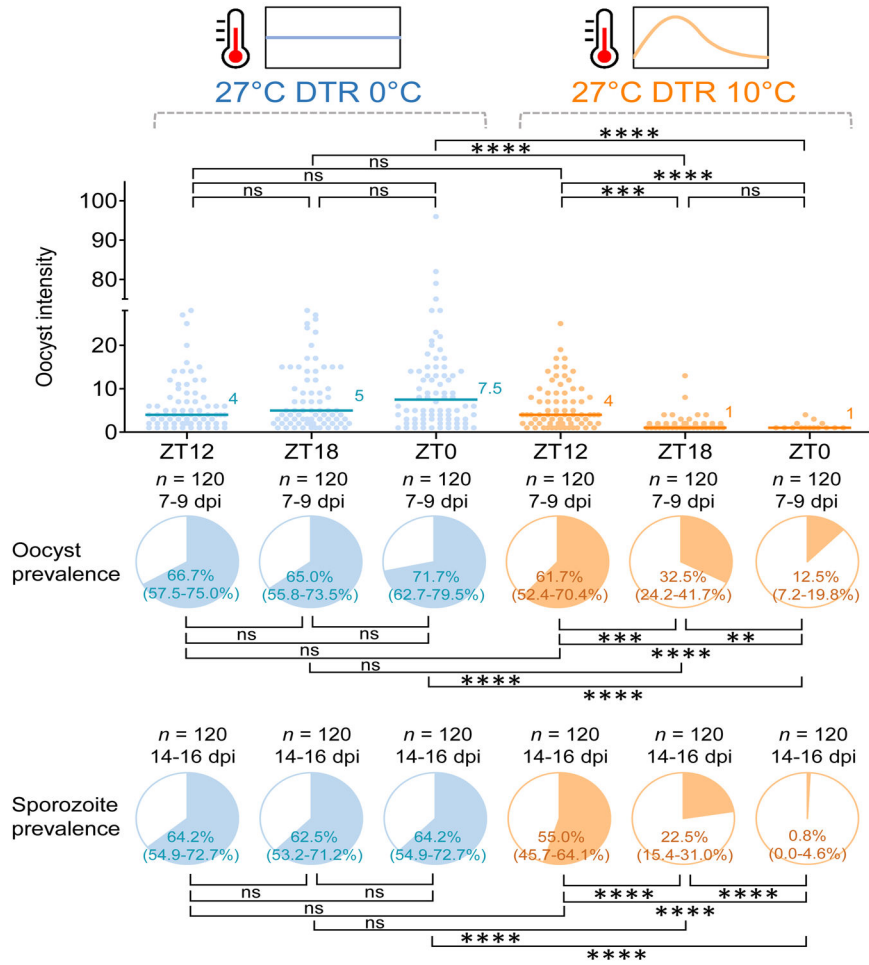 27°C DTR 0°C 27°C DTR 10°C
****
****
ns
ns ****
ns ns *** ns
Oocyst intensity
100
90
80
20
10
0
4 5 7.5 4 1 1
ZT12 ZT18 ZT0 ZT12 ZT18 ZT0
n = 120 n = 120 n = 120 n = 120 n = 120 n = 120
7-9 dpi 7-9 dpi 7-9 dpi 7-9 dpi 7-9 dpi 7-9 dpi
Oocyst
prevalence
66.7% 65.0% 71.7% 61.7% 32.5% 12.5%
(57.5-75.0%) (55.8-73.5%) (62.7-79.5%) (52.4-70.4%) (24.2-41.7%) (7.2-19.8%)
ns ns *** **
ns ****
ns
****
****
n = 120 n = 120 n = 120 n = 120 n = 120 n = 120
14-16 dpi 14-16 dpi 14-16 dpi 14-16 dpi 14-16 dpi 14-16 dpi
Sporozoite
prevalence
64.2% 62.5% 64.2% 55.0% 22.5% 0.8%
(54.9-72.7%) (53.2-71.2%) (54.9-72.7%) (45.7-64.1%) (15.4-31.0%) (0.0-4.6%)
ns ns **** ****
ns ****
ns
****
****